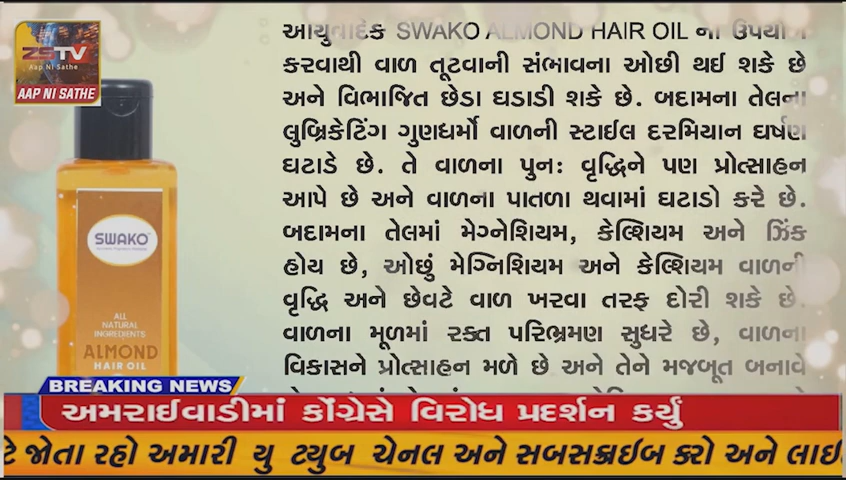 ZSTV
Aap Ni Sathe
AAP NI SATHE
આયુર્વેદિક SWAKO ALMOND HAIR OIL ના ઉપયોગ
કરવાથી વાળ તૂટવાની સંભાવના ઓછી થઈ શકે છે
અને વિભાજિત છેડા ઘડાડી શકે છે. બદામના તેલના
લુબ્રિકેટિંગ ગુણધર્મો વાળની સ્ટાઈલ દરમિયાન ઘર્ષણ
ઘટાડે છે. તે વાળના પુનઃ વૃદ્ધિને પણ પ્રોત્સાહન
આપે છે અને વાળના પાતળા થવામાં ઘટાડો કરે છે.
બદામના તેલમાં મેગ્નેશિયમ, કેલ્શિયમ અને ઝિંક
હોય છે, ઓછું મેગ્નિશિયમ અને કેલ્શિયમ વાળની
વૃદ્ધિ અને છેવટે વાળ ખરવા તરફ દોરી શકે છે.
વાળના મૂળમાં રક્ત પરિભ્રમણ સુધરે છે, વાળના
વિકાસને પ્રોત્સાહન મળે છે અને તેને મજબૂત બનાવે
SWAKO
ALL
NATURAL
INGREDIENTS
ALMOND
HAIR OIL
BREAKING NEWS
અમરાઈવાડીમાં કોંગ્રેસે વિરોધ પ્રદર્શન કર્યું
ટે જોતા રહો અમારી યુ ટ્યુબ ચેનલ અને સબસક્રાઇબ કરો અને લાઈ